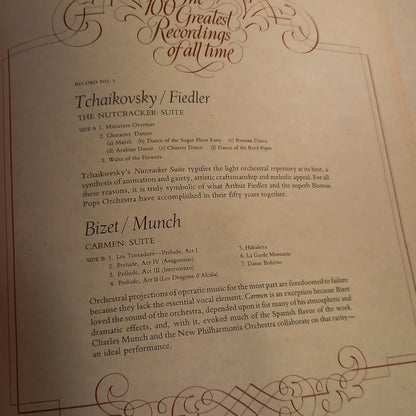 The
100 Greatest
Recordings
of all time
RECORD NO. 5
Tchaikovsky / Fiedler
THE NUTCRACKER: SUITE
SIDE A 1. Miniature Overture
2. Character Dances
(a) March (b) Dance of the Sugar Plum Fairy (c) Russian Dance
(d) Arabian Dance (e) Chinese Dance (f) Dance of the Reed Pipes
3. Waltz of the Flowers
Tchaikovsky's Nutcracker Suite typifies the light orchestral repertory at its best, a
synthesis of animation and gaiety, artistic craftsmanship and melodic appeal. For all
these reasons, it is truly symbolic of what Arthur Fiedler and the superb Boston
Pops Orchestra have accomplished in their fifty years together.
Bizet / Munch
CARMEN: SUITE
SIDE B 1. Les Toreadors—Prelude, Act I
2. Prelude, Act IV (Aragonaise)
3. Prelude, Act III (Intermezzo)
4. Prelude, Act II (Les Dragons d'Alcala)
5. Habañera
6. La Garde Montante
7. Danse Bohème
Orchestral projections of operatic music for the most part are foredoomed to failure
because they lack the essential vocal element. Carmen is an exception because Bizet
loved the sound of the orchestra, depended upon it for many of his atmospheric and
dramatic effects, and, with it, evoked much of the Spanish flavor of the work.
Charles Munch and the New Philharmonia Orchestra collaborate on that rarity—
an ideal performance.